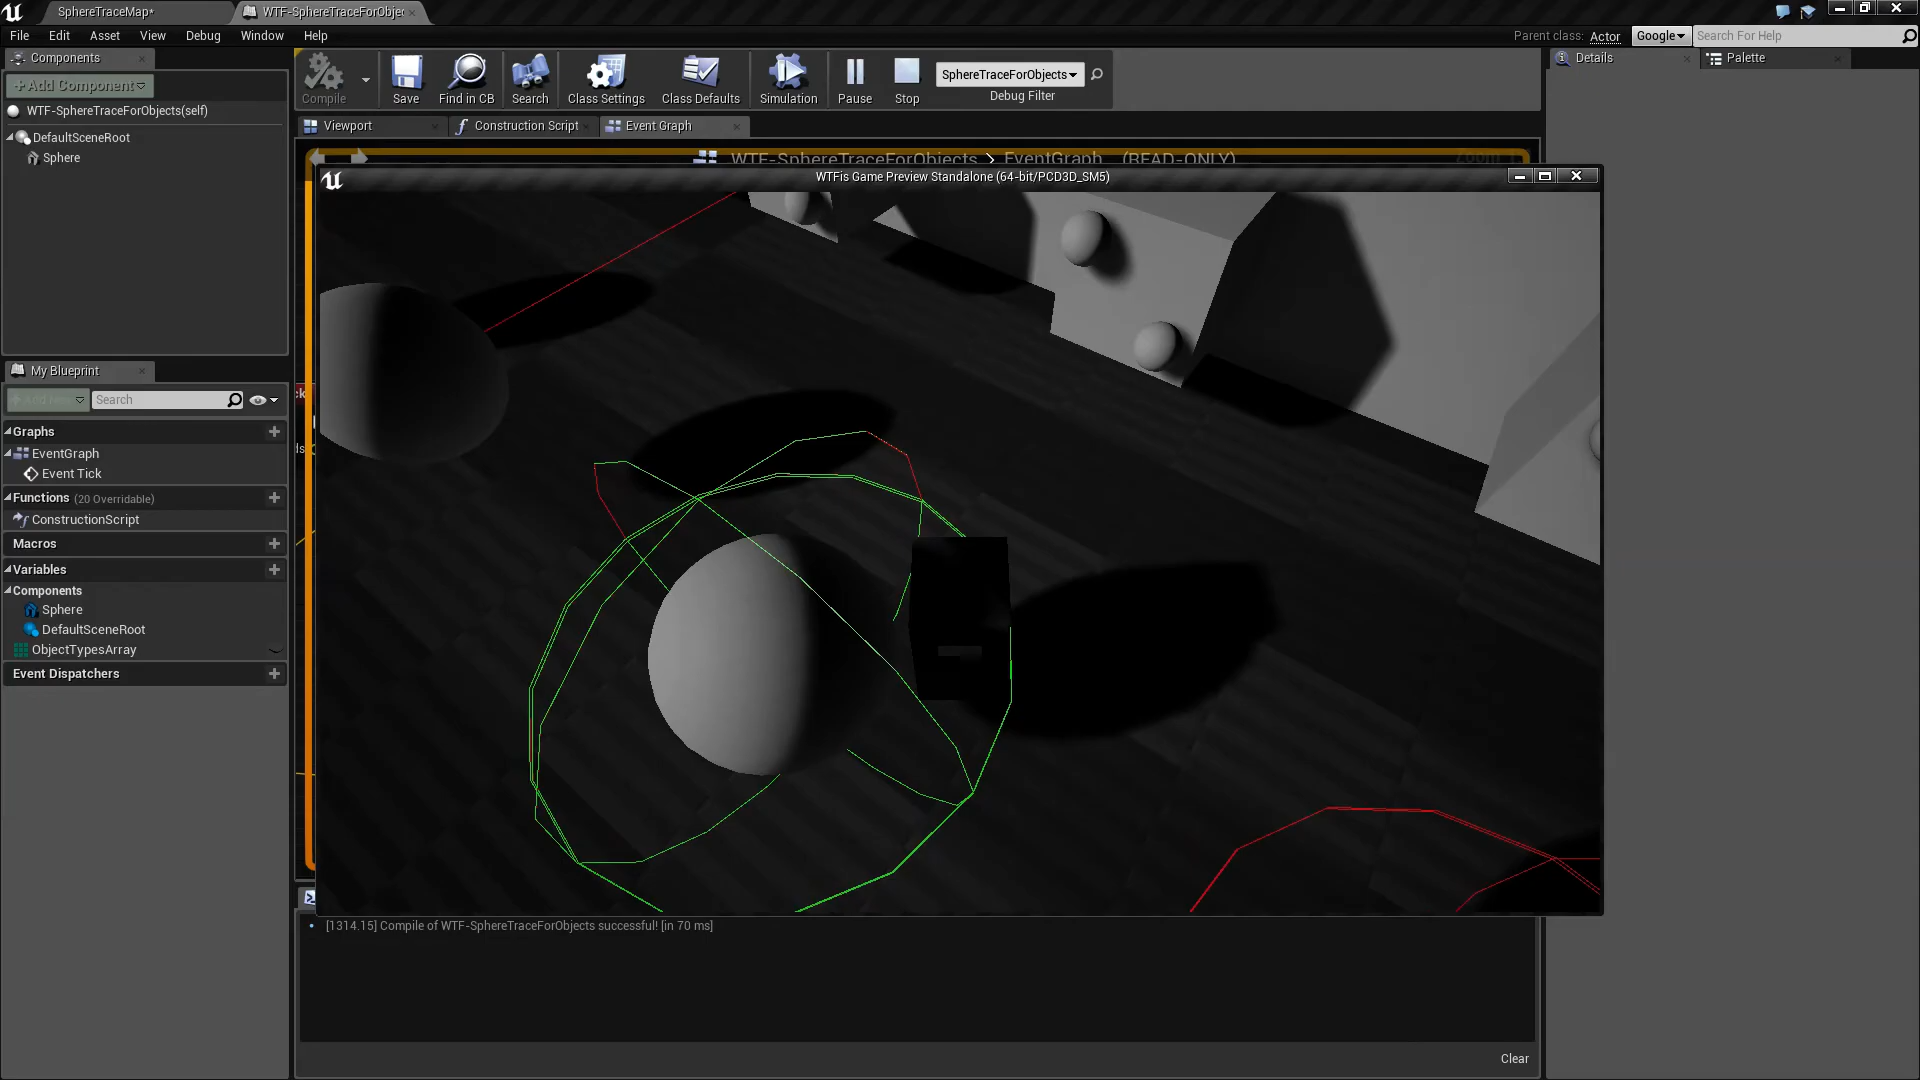 SphereTraceMap*
WTF-SphereTraceForObjec
File Edit Asset View Debug Window Help
Parent class: Actor
Google
Search For Help
Components
+Add Component
WTF-SphereTraceForObjects(self)
DefaultSceneRoot
Sphere
Compile
Save
Find in CB
Search
Class Settings
Class Defaults
Simulation
Pause
Stop
SphereTraceForObjects
Debug Filter
Details
Palette
Viewport
Construction Script
Event Graph
WTF-SphereTraceForObjects > EventGraph (READ-ONLY)
WTFis Game Preview Standalone (64-bit/PCD3D_SM5)
My Blueprint
Search
Graphs
EventGraph
Event Tick
Functions (20 Overridable)
ConstructionScript
Macros
Variables
Components
Sphere
DefaultSceneRoot
ObjectTypesArray
Event Dispatchers
[1314.15] Compile of WTF-SphereTraceForObjects successful! [in 70 ms]
Clear